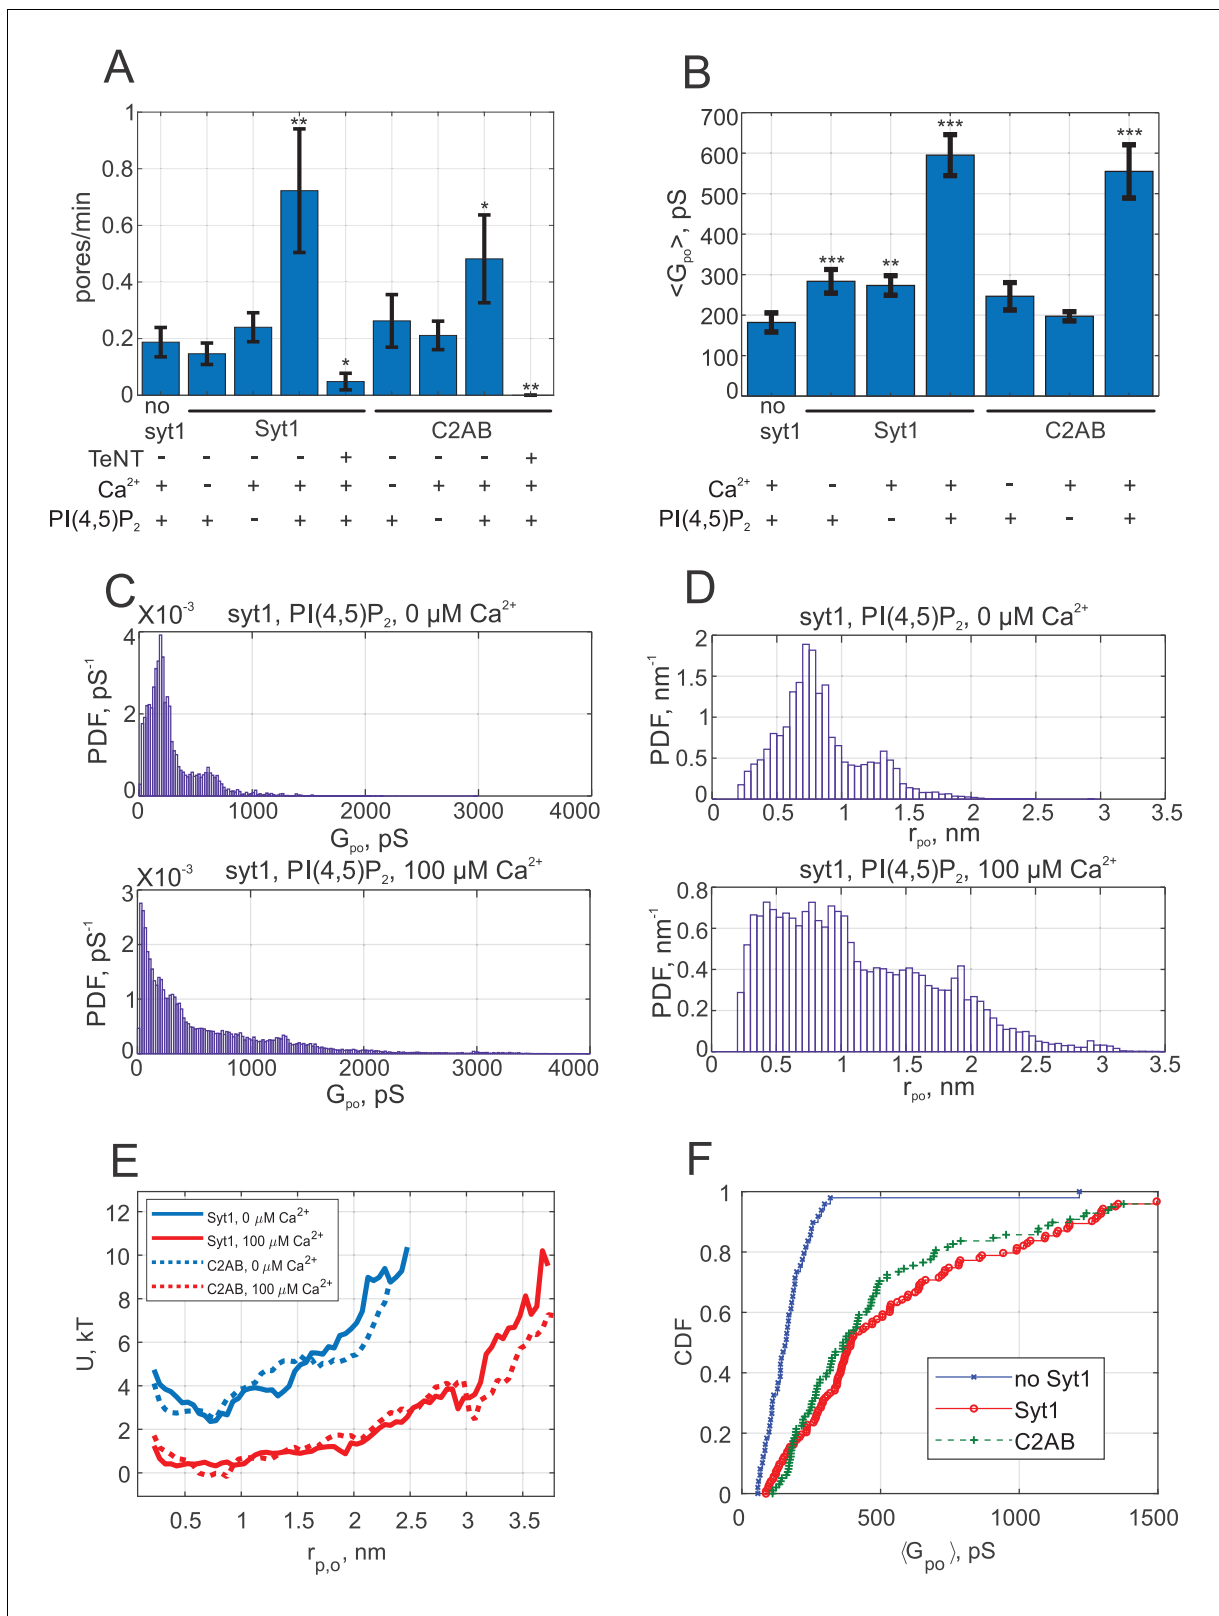 A
B
pores/min
1
0.8
0.6
0.4
0.2
0
** * * **
no
syt1
Syt1
C2AB
TeNT - - - - + - - - +
Ca2+ + - + + + - + + +
PI(4,5)P2 + + - + + + - + +
<Gpo>, pS
700
600
500
400
300
200
100
0
*** ** *** ***
no
syt1
Syt1
C2AB
Ca2+ + - + + - + +
PI(4,5)P2 + + - + + - +
C
X10-3
syt1, PI(4,5)P2, 0 µM Ca2+
PDF, pS-1
4
2
0
0 1000 2000 3000 4000
Gpo, pS
X10-3
syt1, PI(4,5)P2, 100 µM Ca2+
PDF, pS-1
3
2
1
0
0 1000 2000 3000 4000
Gpo, pS
D
syt1, PI(4,5)P2, 0 µM Ca2+
PDF, nm-1
2
1.5
1
0.5
0
0 0.5 1 1.5 2 2.5 3 3.5
rpo, nm
syt1, PI(4,5)P2, 100 µM Ca2+
PDF, nm-1
0.8
0.6
0.4
0.2
0
0 0.5 1 1.5 2 2.5 3 3.5
rpo, nm
E
U, kT
12
10
8
6
4
2
0
Syt1, 0 µM Ca2+
Syt1, 100 µM Ca2+
C2AB, 0 µM Ca2+
C2AB, 100 µM Ca2+
0.5 1 1.5 2 2.5 3 3.5
rp,o, nm
F
CDF
1
0.8
0.6
0.4
0.2
0
no Syt1
Syt1
C2AB
0 500 1000 1500
⟨Gpo⟩, pS